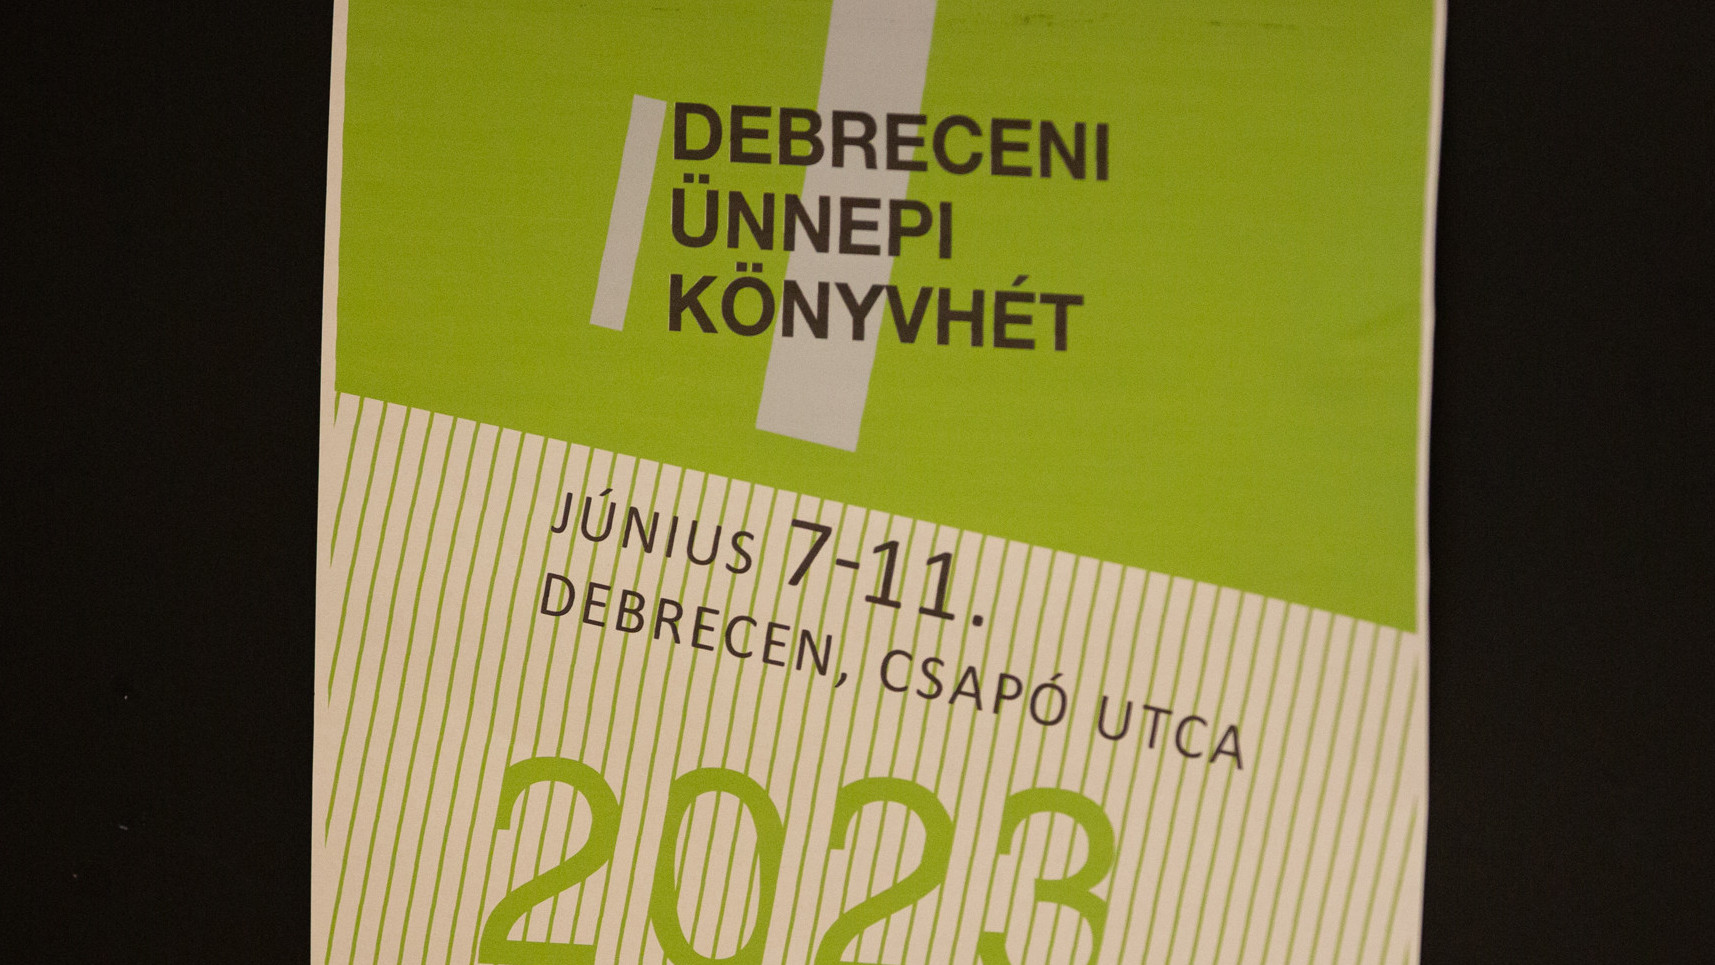 DEBRECENI
ÜNNEPI
KÖNYVHÉT
JÚNIUS 7-11.
DEBRECEN, CSAPÓ UTCA
2023